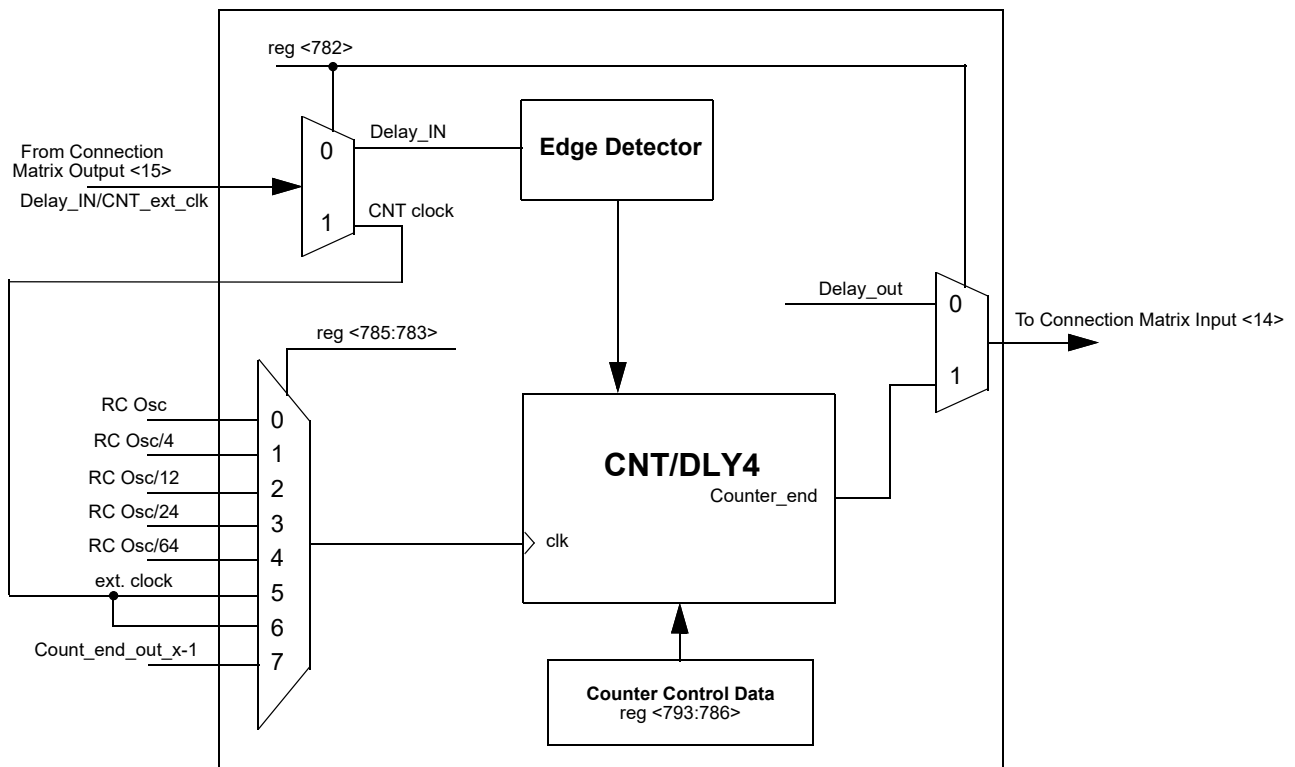 reg <782>
From Connection
Matrix Output <15>
Delay_IN/CNT_ext_clk
0
1
Delay_IN
CNT clock
Edge Detector
Delay_out
0
1
To Connection Matrix Input <14>
reg <785:783>
RC Osc
RC Osc/4
RC Osc/12
RC Osc/24
RC Osc/64
ext. clock
Count_end_out_x-1
0
1
2
3
4
5
6
7
CNT/DLY4
Counter_end
clk
Counter Control Data
reg <793:786>